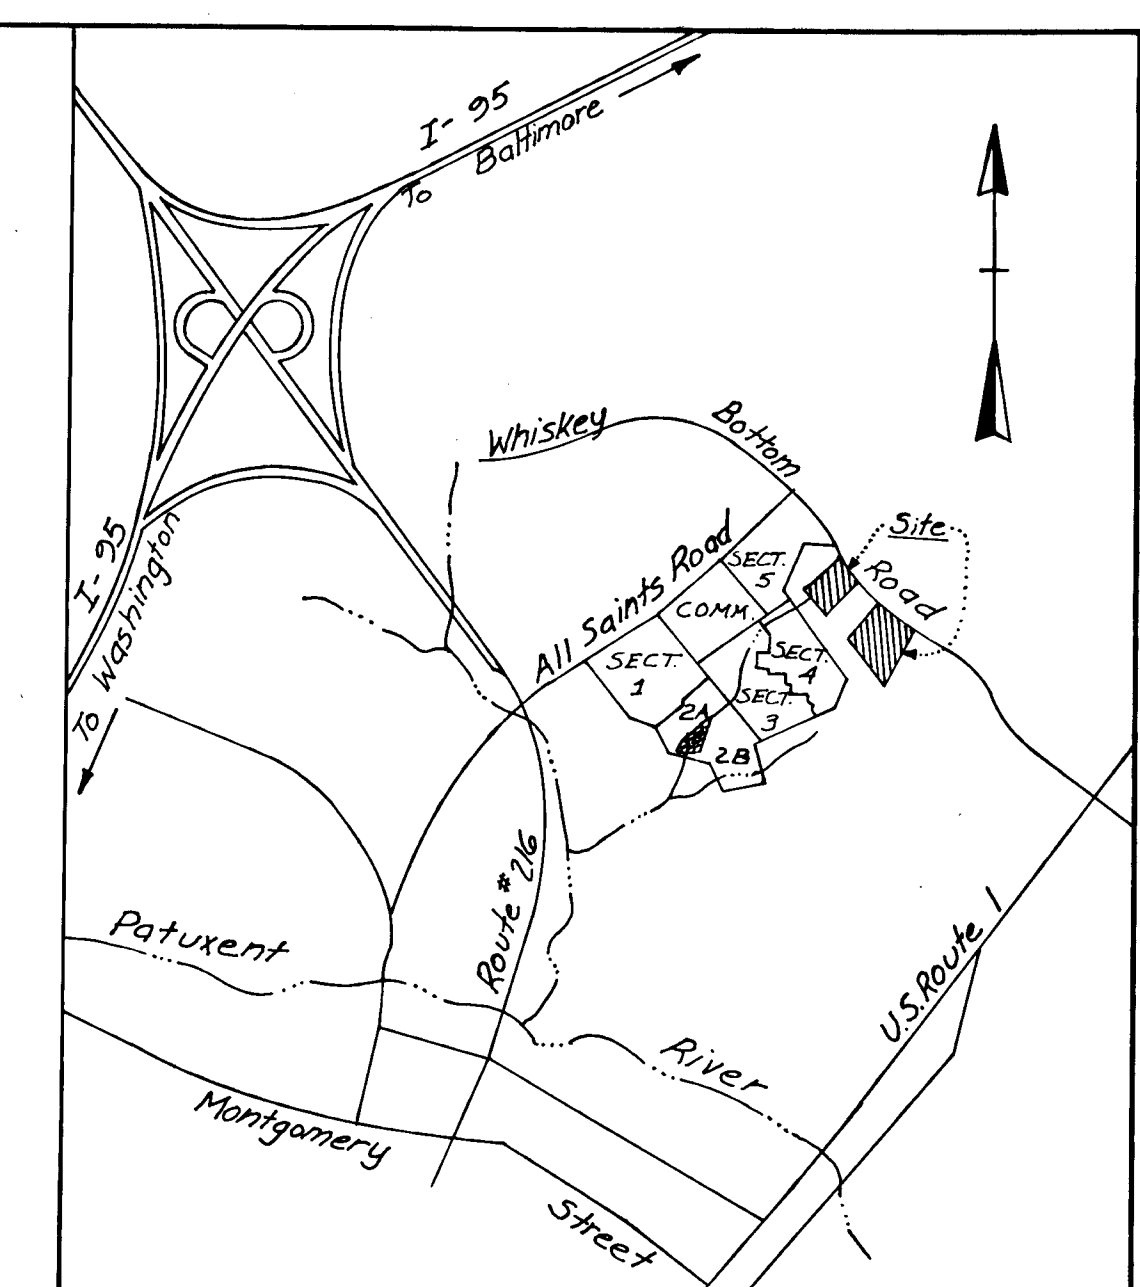 I-95
To Baltimore
Whiskey Bottom Road
Site
All Saints Road
SECT. 5
COMM.
SECT. 1
SECT. 4
SECT. 3
2A
2B
I-95
To Washington
Route #216
Patuxent River
U.S. Route 1
Montgomery Street